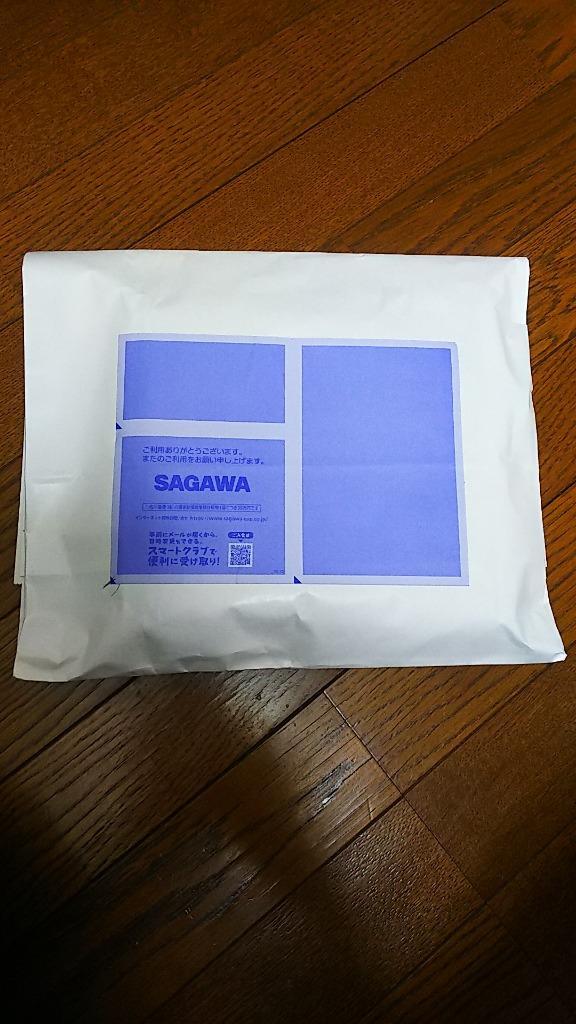 ご利用ありがとうございます。
またのご利用をお願い申し上げます。
SAGAWA
事前にメールが届くから、
日時変更もできる。
スマートクラブで
便利に受け取り!